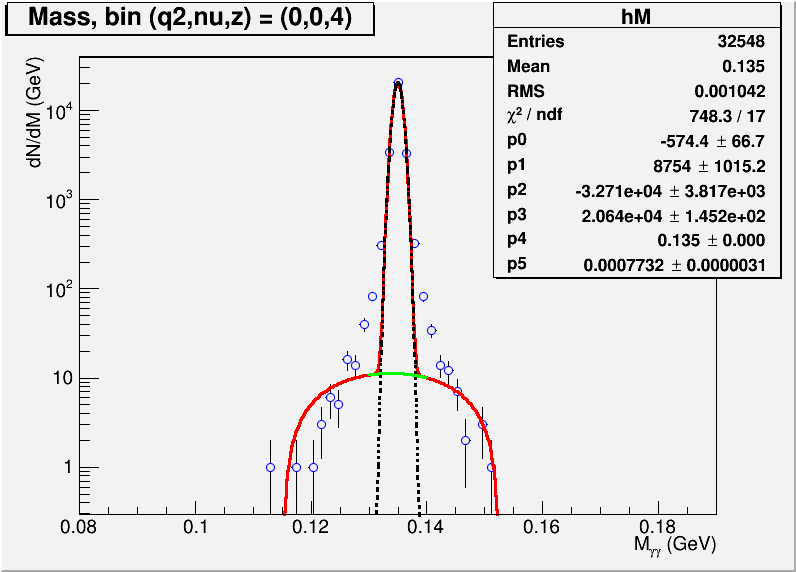 Mass, bin (q2,nu,z) = (0,0,4)
hM
Entries 32548
Mean 0.135
RMS 0.001042
χ² / ndf 748.3 / 17
p0 -574.4 ± 66.7
p1 8754 ± 1015.2
p2 -3.271e+04 ± 3.817e+03
p3 2.064e+04 ± 1.452e+02
p4 0.135 ± 0.000
p5 0.0007732 ± 0.0000031
dN/dM (GeV)
10⁴
10³
10²
10
1
0.08 0.1 0.12 0.14 0.16 0.18
Mγγ (GeV)